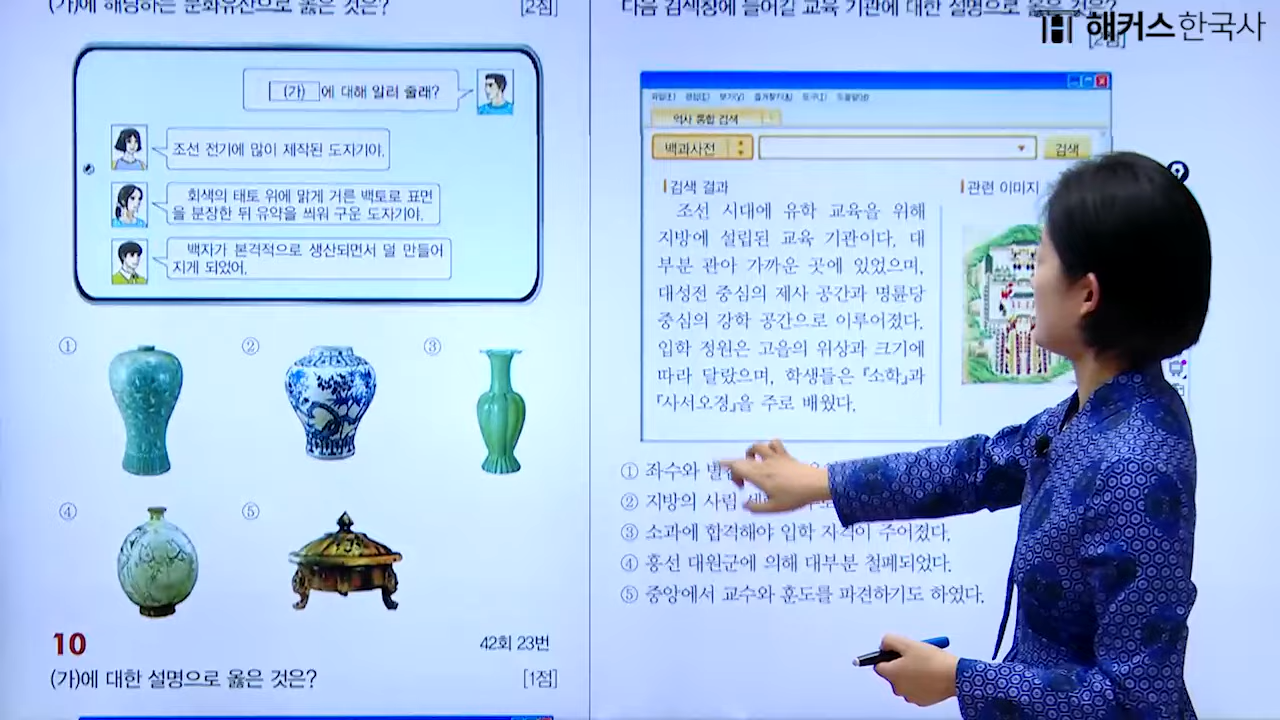 (가)에 해당하는 문화유산으로 옳은 것은? [2점]
(가)에 대해 알려 줄래?
조선 전기에 많이 제작된 도자기야.
회색의 태토 위에 맑게 거른 백토로 표면
을 분장한 뒤 유약을 씌워 구운 도자기야.
백자가 본격적으로 생산되면서 덜 만들어
지게 되었어.
①
②
③
④
⑤
10 42회 23번
(가)에 대한 설명으로 옳은 것은? [1점]
다음 검색창에 들어갈 교육 기관에 대한 설명으로 옳은 것은?
[2점]
해커스한국사
파일(F) 편집(E) 보기(V) 즐겨찾기(A) 도구(T) 도움말(H)
역사 통합 검색
백과사전 검색
검색 결과
조선 시대에 유학 교육을 위해
지방에 설립된 교육 기관이다. 대
부분 관아 가까운 곳에 있었으며,
대성전 중심의 제사 공간과 명륜당
중심의 강학 공간으로 이루어졌다.
입학 정원은 고을의 위상과 크기에
따라 달랐으며, 학생들은 『소학』과
『사서오경』을 주로 배웠다.
관련 이미지
① 좌수와
② 지방의 사림
③ 소과에 합격해야 입학 자격이 주어졌다.
④ 흥선 대원군에 의해 대부분 철폐되었다.
⑤ 중앙에서 교수와 훈도를 파견하기도 하였다.